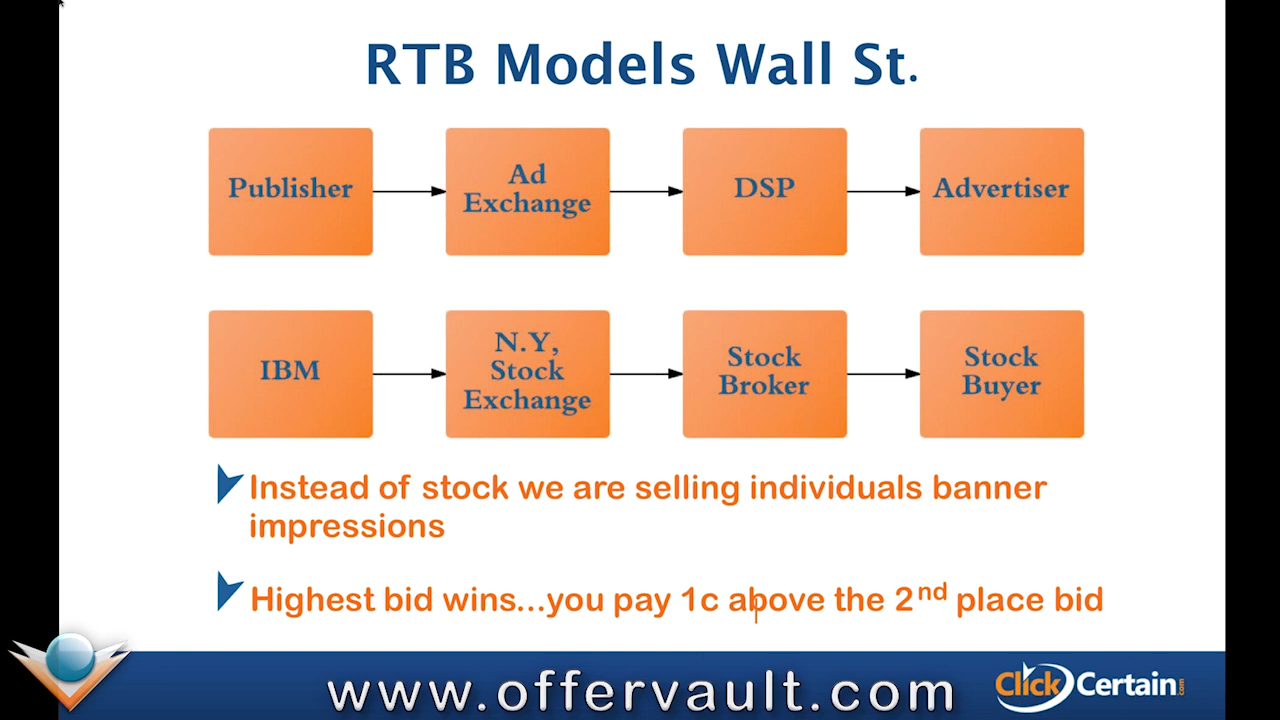 RTB Models Wall St.
Publisher
Ad
Exchange
DSP
Advertiser
IBM
N.Y,
Stock
Exchange
Stock
Broker
Stock
Buyer
Instead of stock we are selling individuals banner
impressions
Highest bid wins...you pay 1c above the 2nd place bid
www.offervault.com
ClickCertain.com